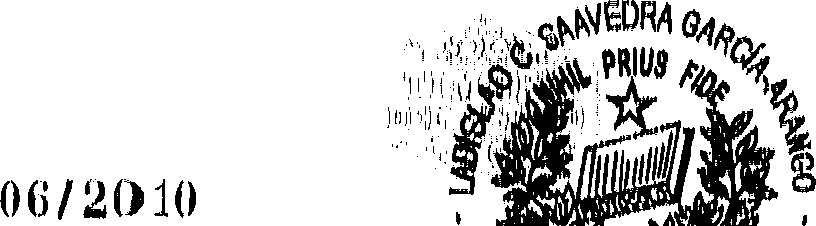 LADISLAO C. SAAVEDRA GARCÍA-ARANGO
NIHIL PRIUS FIDE
06/2010